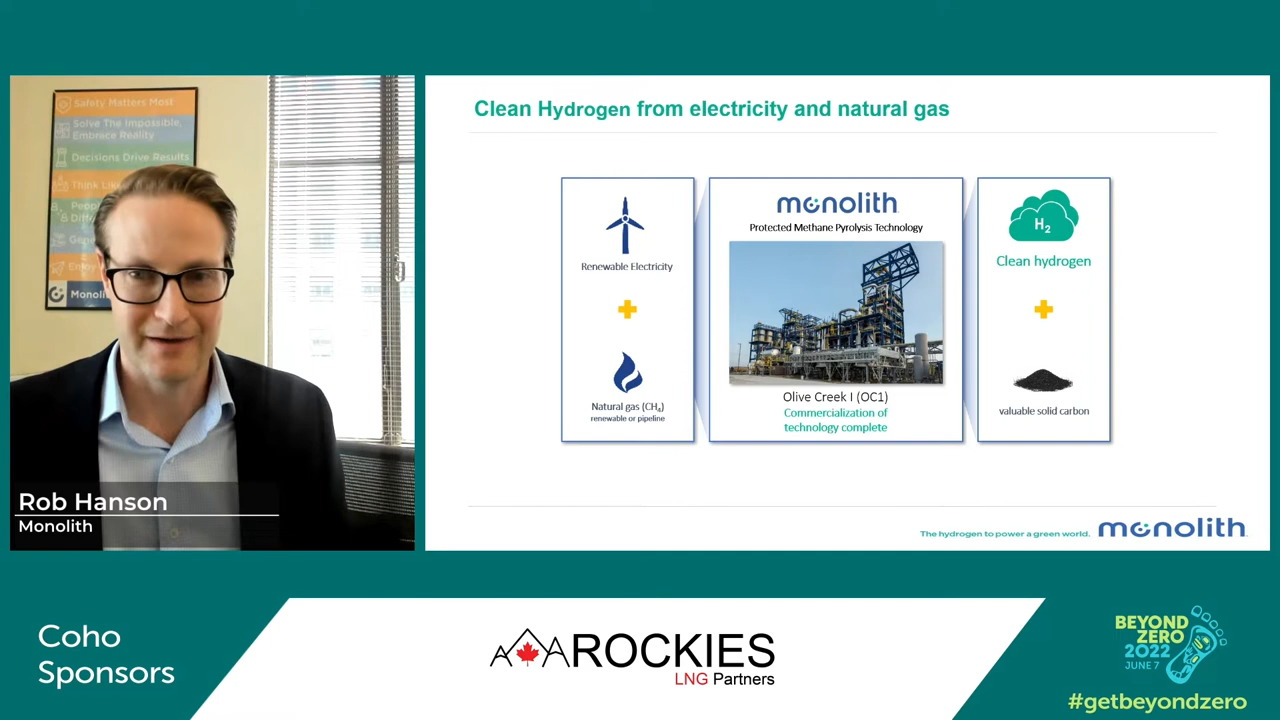 Safety Matters Most
Solve The Impossible,
Embrace Reality
Decisions Drive Results
Rob Hanson
Monolith
Clean Hydrogen from electricity and natural gas
Renewable Electricity
Natural gas (CH₄)
renewable or pipeline
monolith
Protected Methane Pyrolysis Technology
Olive Creek I (OC1)
Commercialization of
technology complete
H₂
Clean hydrogen
valuable solid carbon
The hydrogen to power a green world. monolith
Coho
Sponsors
ROCKIES
LNG Partners
BEYOND
ZERO
2022
JUNE 7
#getbeyondzero